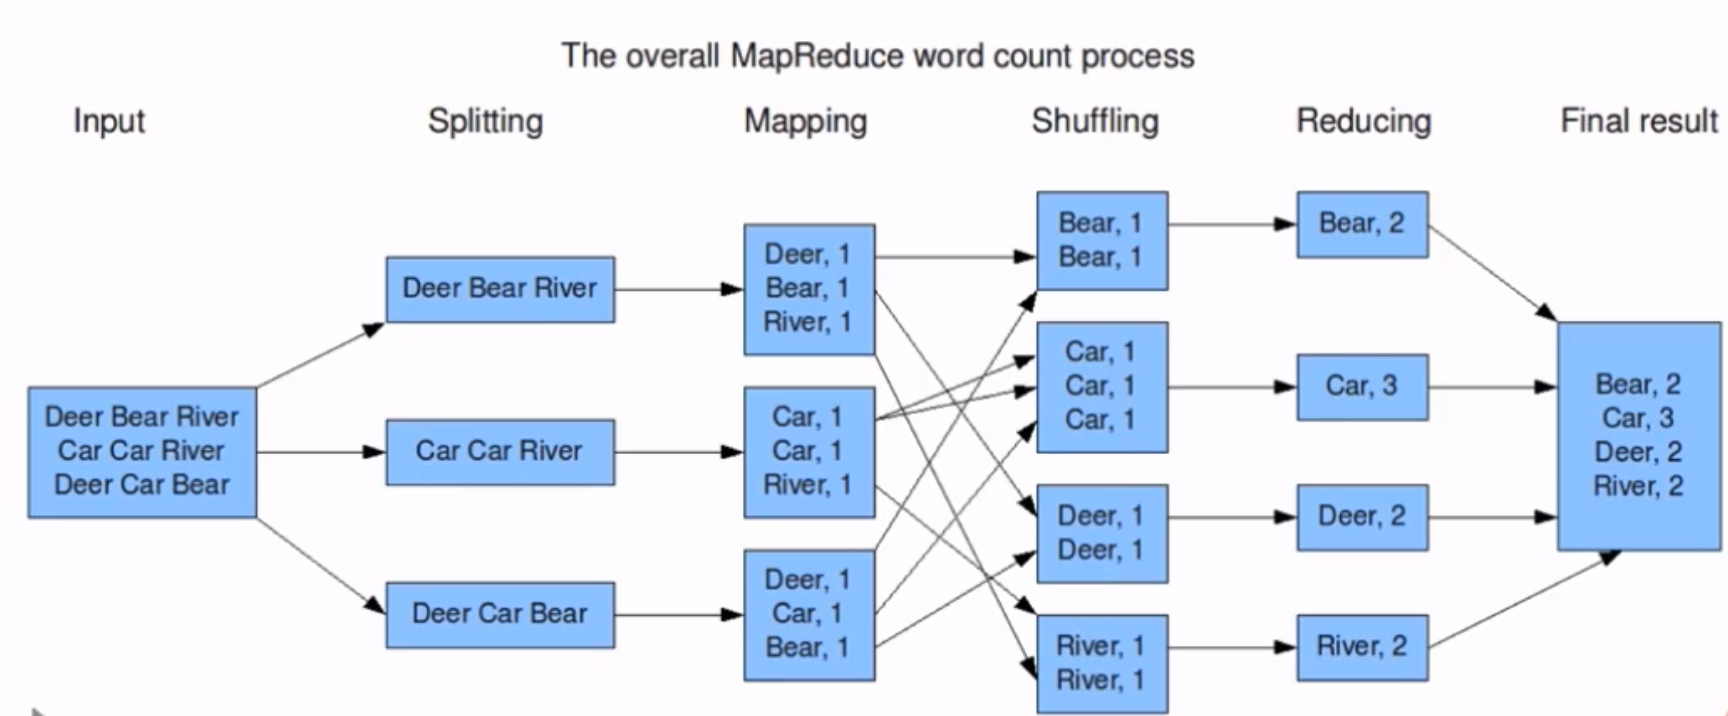 The overall MapReduce word count process
Input
Splitting
Mapping
Shuffling
Reducing
Final result
Deer Bear River
Car Car River
Deer Car Bear
Deer Bear River
Car Car River
Deer Car Bear
Deer, 1
Bear, 1
River, 1
Car, 1
Car, 1
River, 1
Deer, 1
Car, 1
Bear, 1
Bear, 1
Bear, 1
Car, 1
Car, 1
Car, 1
Deer, 1
Deer, 1
River, 1
River, 1
Bear, 2
Car, 3
Deer, 2
River, 2
Bear, 2
Car, 3
Deer, 2
River, 2